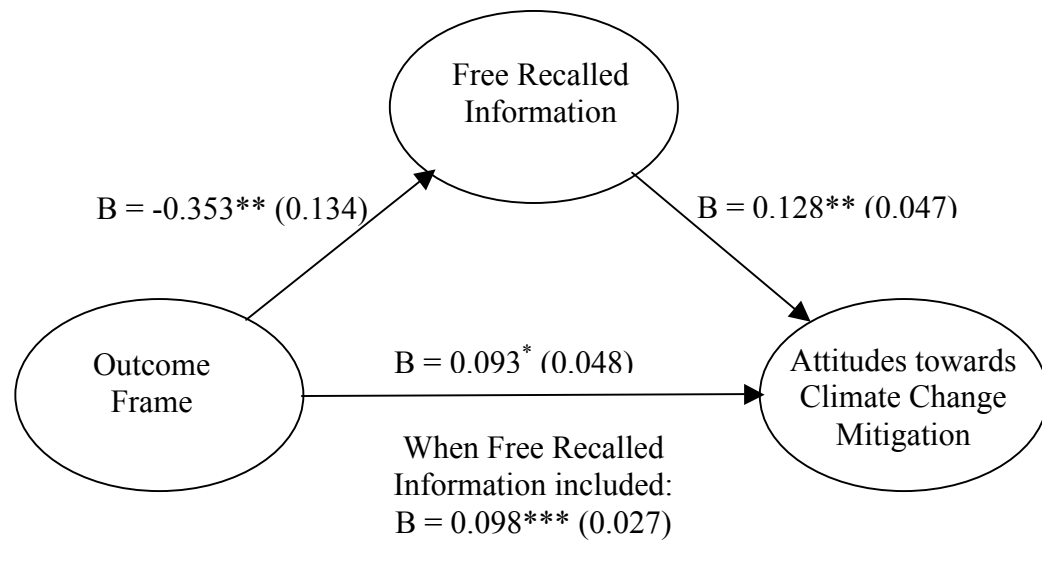 Free Recalled
Information
B = -0.353** (0.134)
B = 0.128** (0.047)
Outcome
Frame
B = 0.093* (0.048)
Attitudes towards
Climate Change
Mitigation
When Free Recalled
Information included:
B = 0.098*** (0.027)